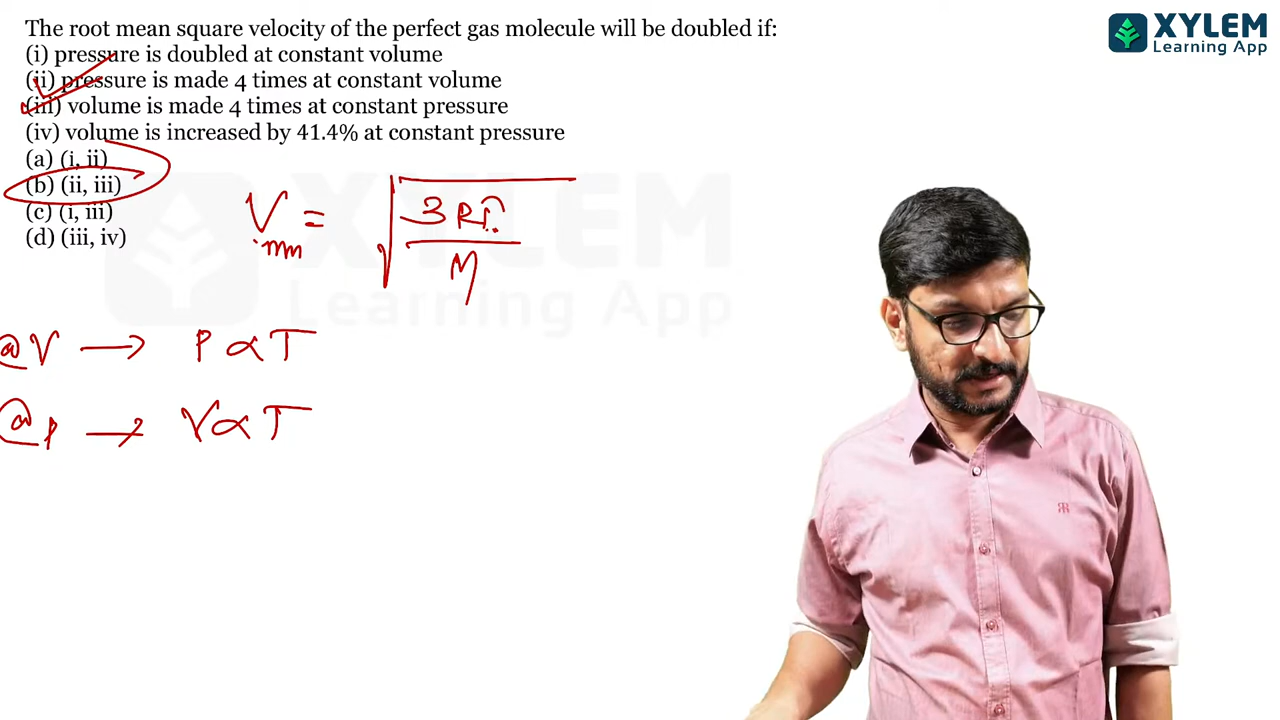 The root mean square velocity of the perfect gas molecule will be doubled if:
(i) pressure is doubled at constant volume
(ii) pressure is made 4 times at constant volume
(iii) volume is made 4 times at constant pressure
(iv) volume is increased by 41.4% at constant pressure
(a) (i, ii)
(b) (ii, iii)
(c) (i, iii)
(d) (iii, iv)
XYLEM
Learning App
V = √ 3RT / M
@V → P ∝ T
@P → V ∝ T
XYLEM
Learning App